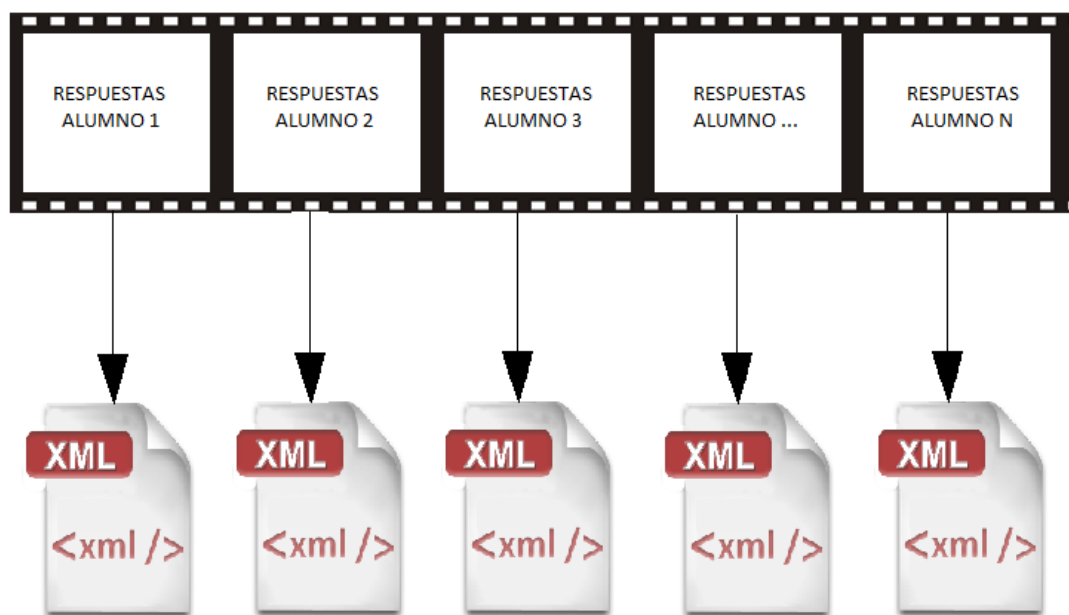 RESPUESTAS
ALUMNO 1
RESPUESTAS
ALUMNO 2
RESPUESTAS
ALUMNO 3
RESPUESTAS
ALUMNO ...
RESPUESTAS
ALUMNO N
XML
<xml />
XML
<xml />
XML
<xml />
XML
<xml />
XML
<xml />